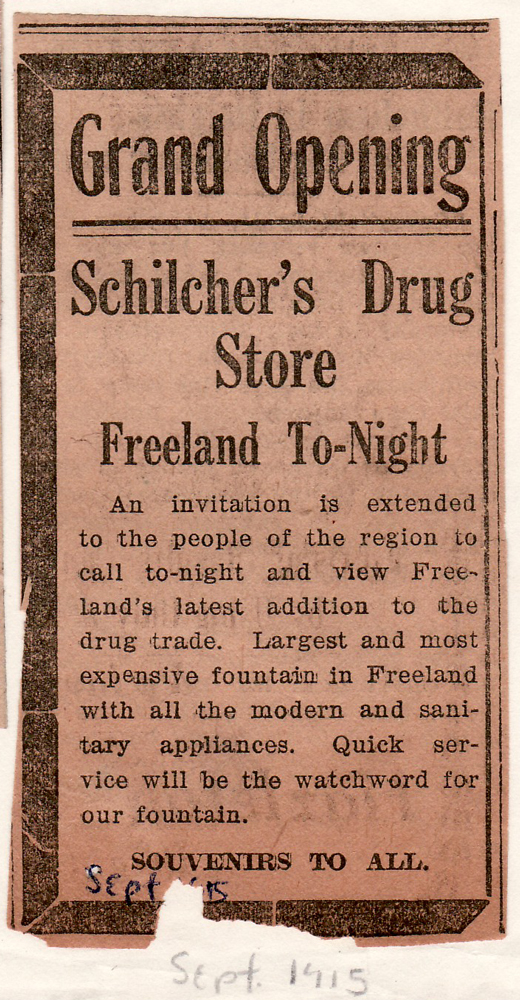 Grand Opening
Schilcher's Drug
Store
Freeland To-Night
An invitation is extended
to the people of the region to
call to-night and view Free-
land's latest addition to the
drug trade. Largest and most
expensive fountain in Freeland
with all the modern and sani-
tary appliances. Quick ser-
vice will be the watchword for
our fountain.
SOUVENIRS TO ALL.
Sept '15
Sept. 1915